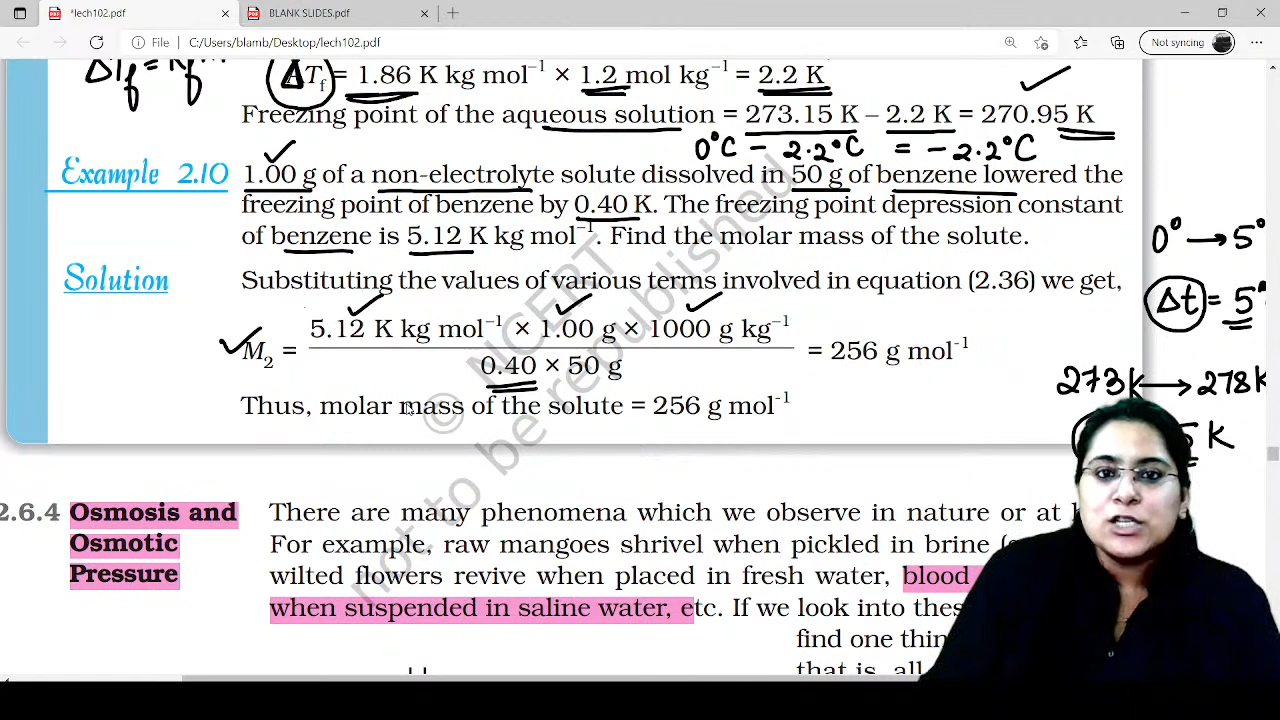 *lech102.pdf
BLANK SLIDES.pdf
File
C:/Users/blamb/Desktop/lech102.pdf
Not syncing
ΔTf = Kf m
ΔTf = 1.86 K kg mol⁻¹ × 1.2 mol kg⁻¹ = 2.2 K
Freezing point of the aqueous solution = 273.15 K – 2.2 K = 270.95 K
0°C – 2.2°C = –2.2°C
Example 2.10
1.00 g of a non-electrolyte solute dissolved in 50 g of benzene lowered the
freezing point of benzene by 0.40 K. The freezing point depression constant
of benzene is 5.12 K kg mol⁻¹. Find the molar mass of the solute.
0° → 5°
Solution
Substituting the values of various terms involved in equation (2.36) we get,
Δt = 5°
M₂ = 5.12 K kg mol⁻¹ × 1.00 g × 1000 g kg⁻¹
0.40 × 50 g
= 256 g mol⁻¹
273K → 278K
Thus, molar mass of the solute = 256 g mol⁻¹
5 K
© NCERT
not to be republished
2.6.4 Osmosis and
Osmotic
Pressure
There are many phenomena which we observe in nature or at
For example, raw mangoes shrivel when pickled in brine
wilted flowers revive when placed in fresh water, blood
when suspended in saline water, etc. If we look into
find one
that is, all